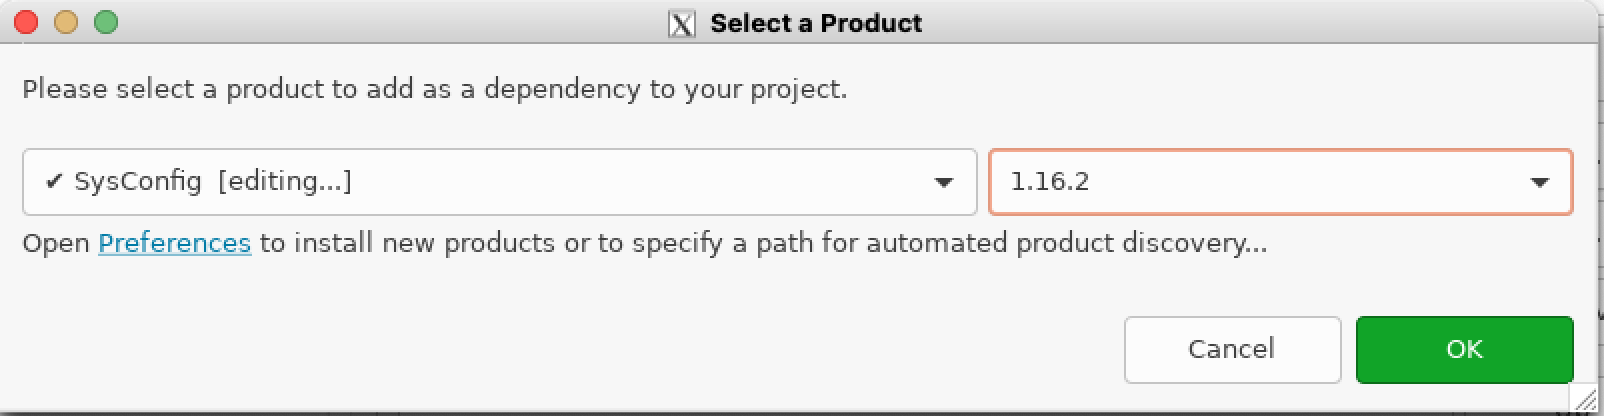 Select a Product
Please select a product to add as a dependency to your project.
✔ SysConfig [editing...]
1.16.2
Open Preferences to install new products or to specify a path for automated product discovery...
Cancel
OK